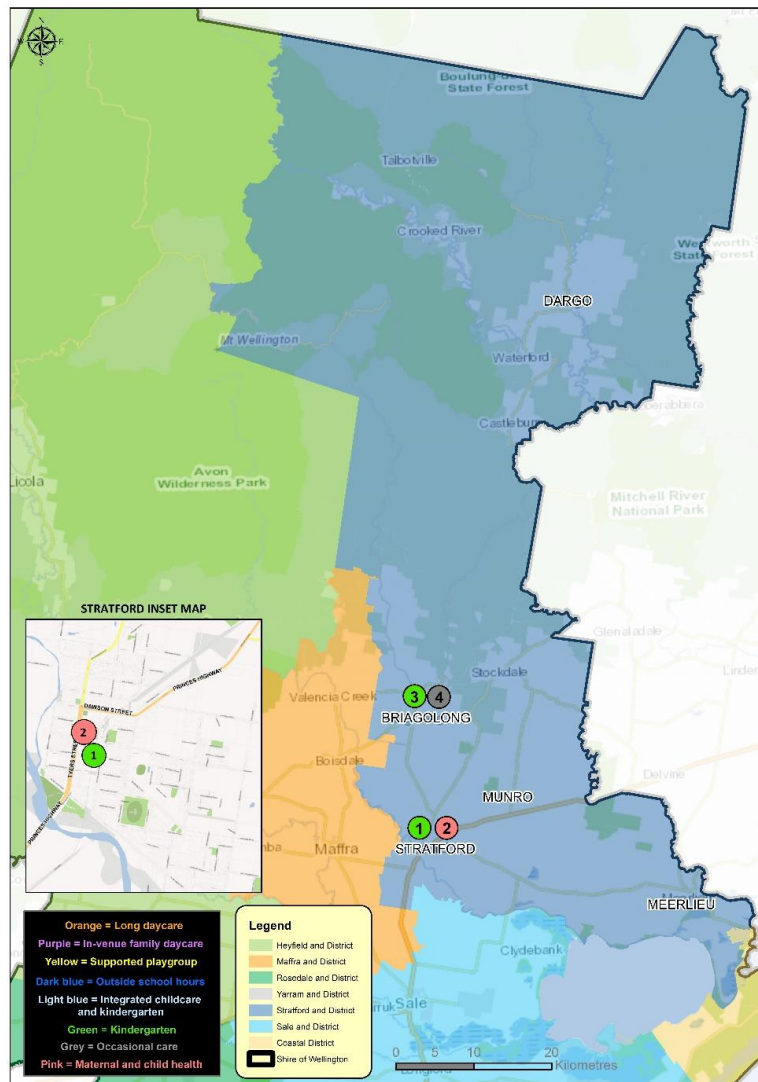 N
W
E
S
Boulung-
State Forest
Talbotville
Crooked River
State Forest
DARGO
Mt Wellington
Waterford
Licola
Avon
Wilderness Park
Mitchell River
National Park
STRATFORD INSET MAP
PRINCES HIGHWAY
DAWSON STREET
2
1
TYERS STREET
PRINCES HIGHWAY
Glenaladale
Stockdale
3
4
Valencia Creek
BRIAGOLONG
Boisdale
Delvine
MUNRO
1
2
Maffra
STRATFORD
MEERLIEU
Clydebank
Sale
Orange = Long daycare
Purple = In-venue family daycare
Yellow = Supported playgroup
Dark blue = Outside school hours
Light blue = Integrated childcare
and kindergarten
Green = Kindergarten
Grey = Occasional care
Pink = Maternal and child health
Legend
Heyfield and District
Maffra and District
Rosedale and District
Yarram and District
Stratford and District
Sale and District
Coastal District
Shire of Wellington
0
10
20
Kilometres